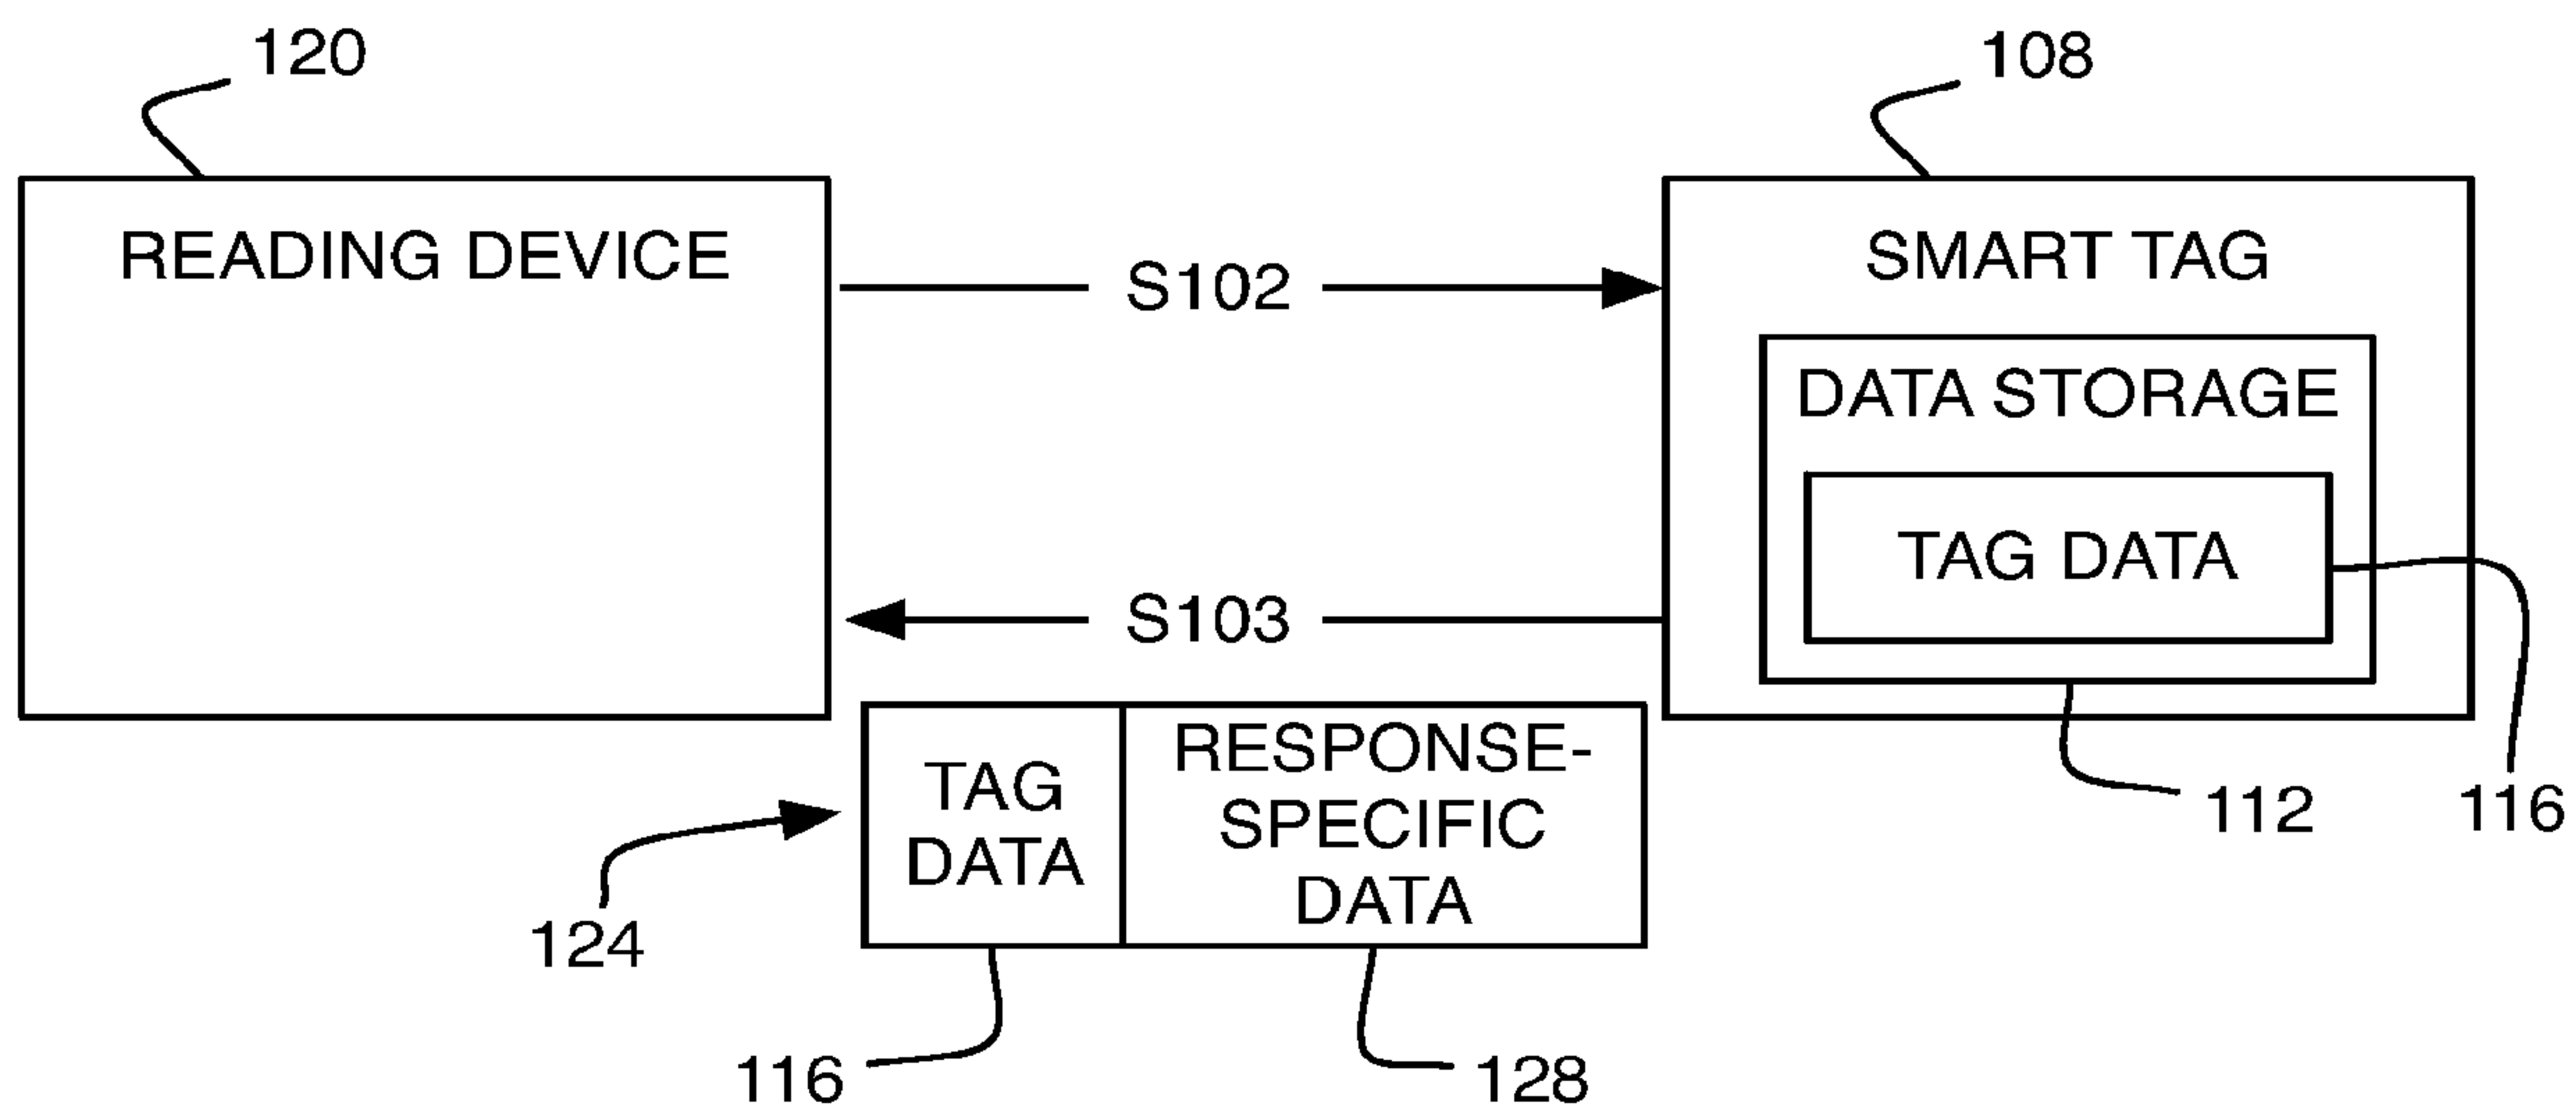 120
108
READING DEVICE
SMART TAG
S102
DATA STORAGE
TAG DATA
S103
RESPONSE-
SPECIFIC
DATA
TAG
DATA
112
116
124
116
128